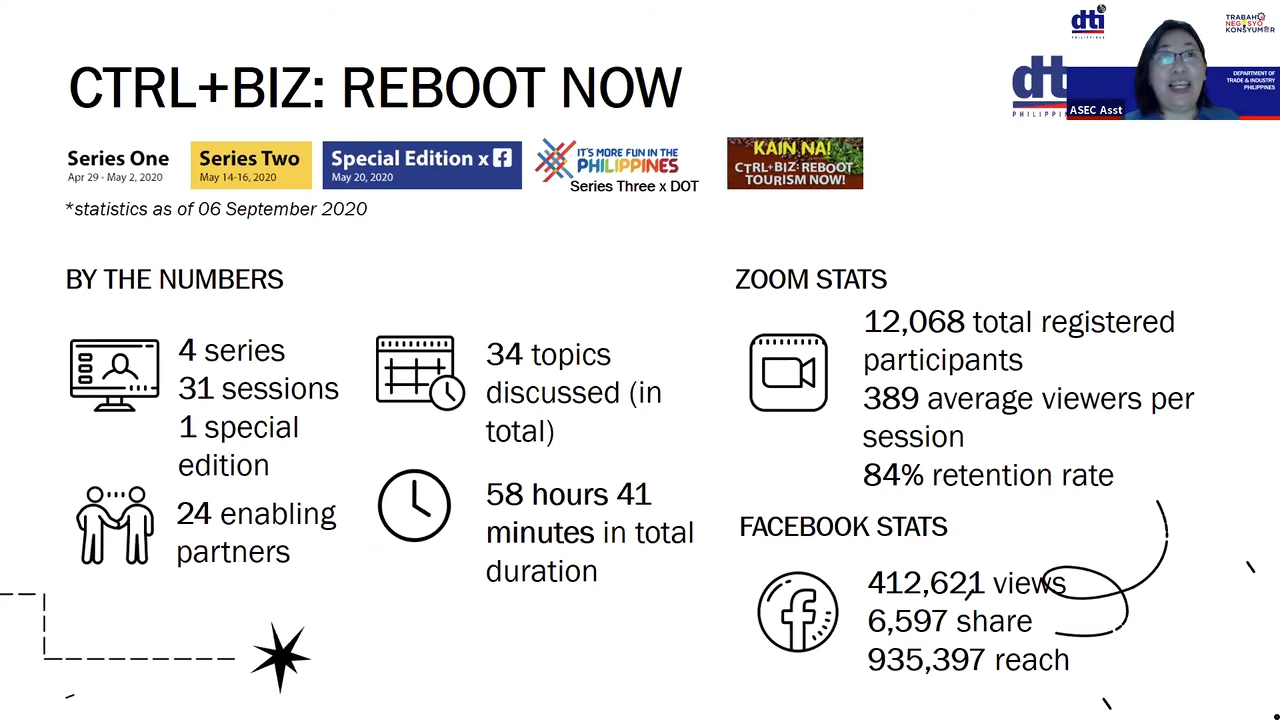 CTRL+BIZ: REBOOT NOW
dti
PHILIPPINES
TRABAHO
NEGOSYO
KONSYUMER
dt
PHILIPPIN
DEPARTMENT OF
TRADE & INDUSTRY
PHILIPPINES
ASEC Asst
Series One
Apr 29 - May 2, 2020
Series Two
May 14-16, 2020
Special Edition x f
May 20, 2020
IT'S MORE FUN IN THE
PHILIPPINES
Series Three x DOT
KAIN NA!
CTRL+BIZ: REBOOT
TOURISM NOW!
*statistics as of 06 September 2020
BY THE NUMBERS
4 series
31 sessions
1 special
edition
34 topics
discussed (in
total)
24 enabling
partners
58 hours 41
minutes in total
duration
ZOOM STATS
12,068 total registered
participants
389 average viewers per
session
84% retention rate
FACEBOOK STATS
412,621 views
6,597 share
935,397 reach